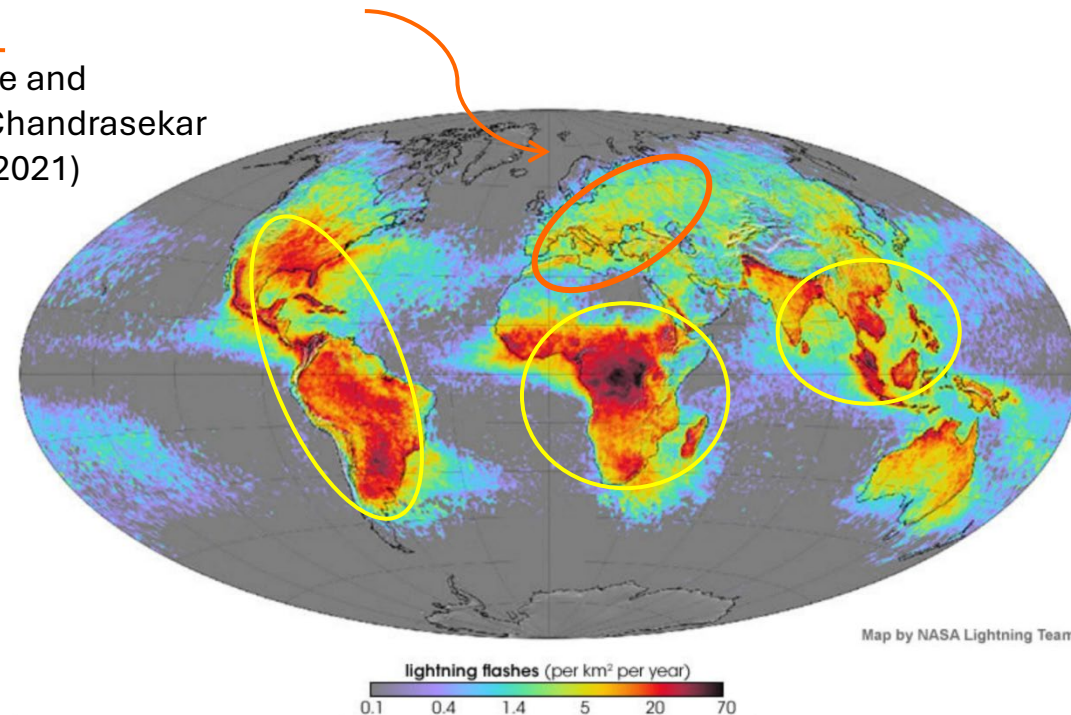 e and
Chandrasekar
2021)
Map by NASA Lightning Team
lightning flashes (per km² per year)
0.1 0.4 1.4 5 20 70